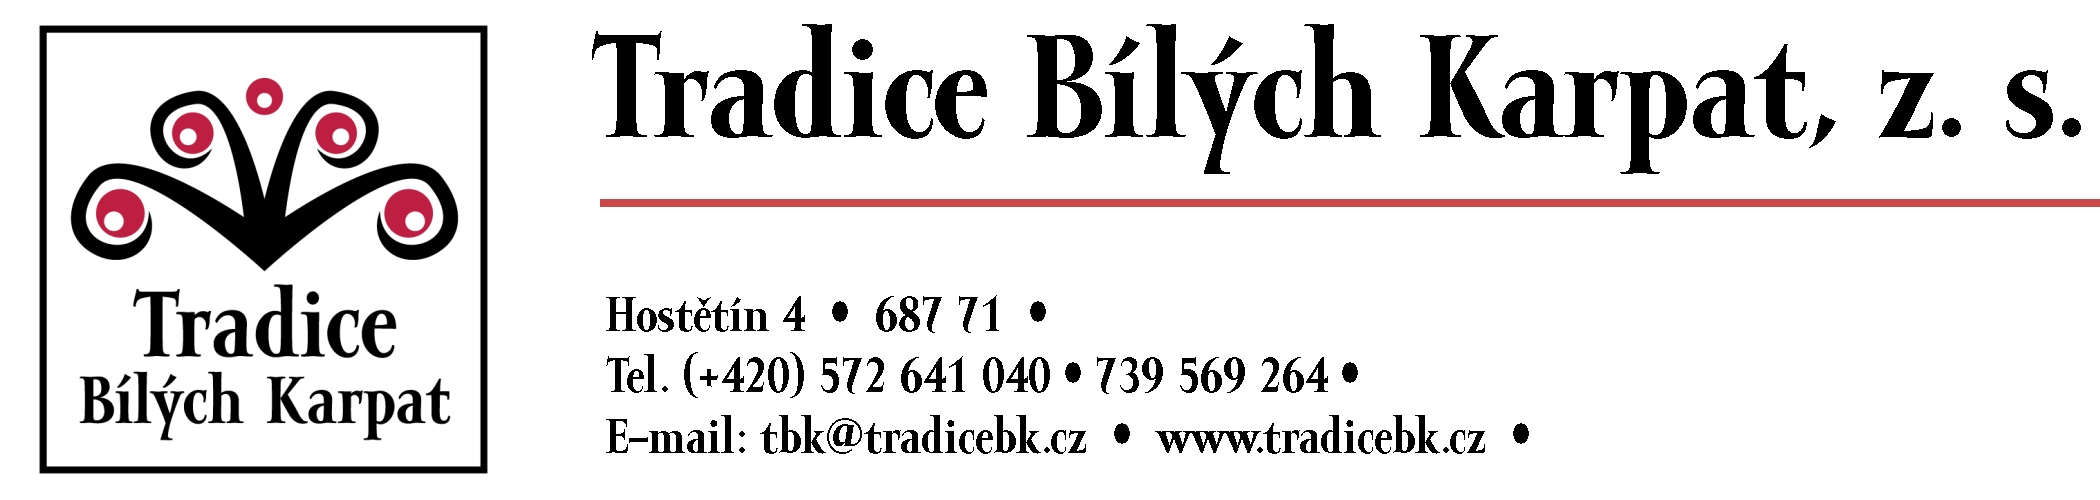 Tradice
Bílých Karpat
Tradice Bílých Karpat, z. s.
Hostětín 4 • 687 71 •
Tel. (+420) 572 641 040 • 739 569 264 •
E-mail: tbk@tradicebk.cz • www.tradicebk.cz •